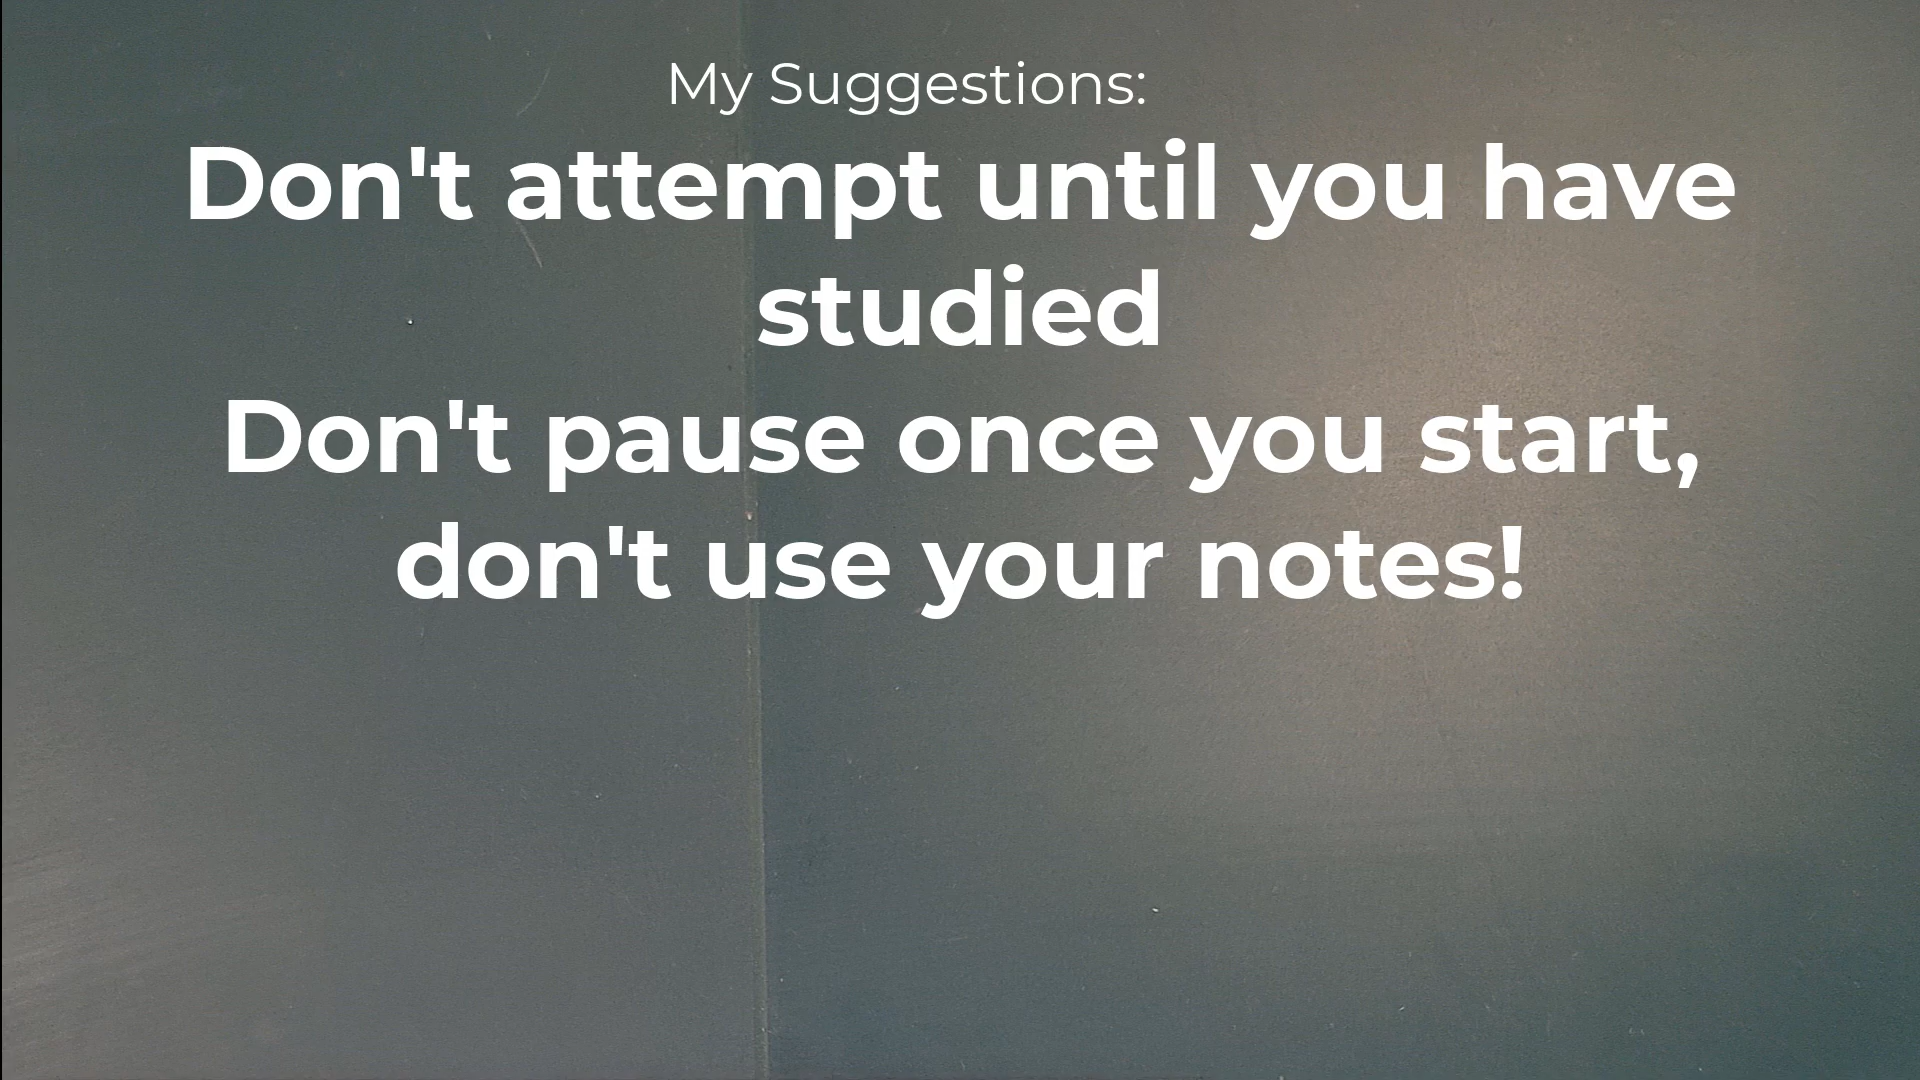 My Suggestions:
Don't attempt until you have
studied
Don't pause once you start,
don't use your notes!